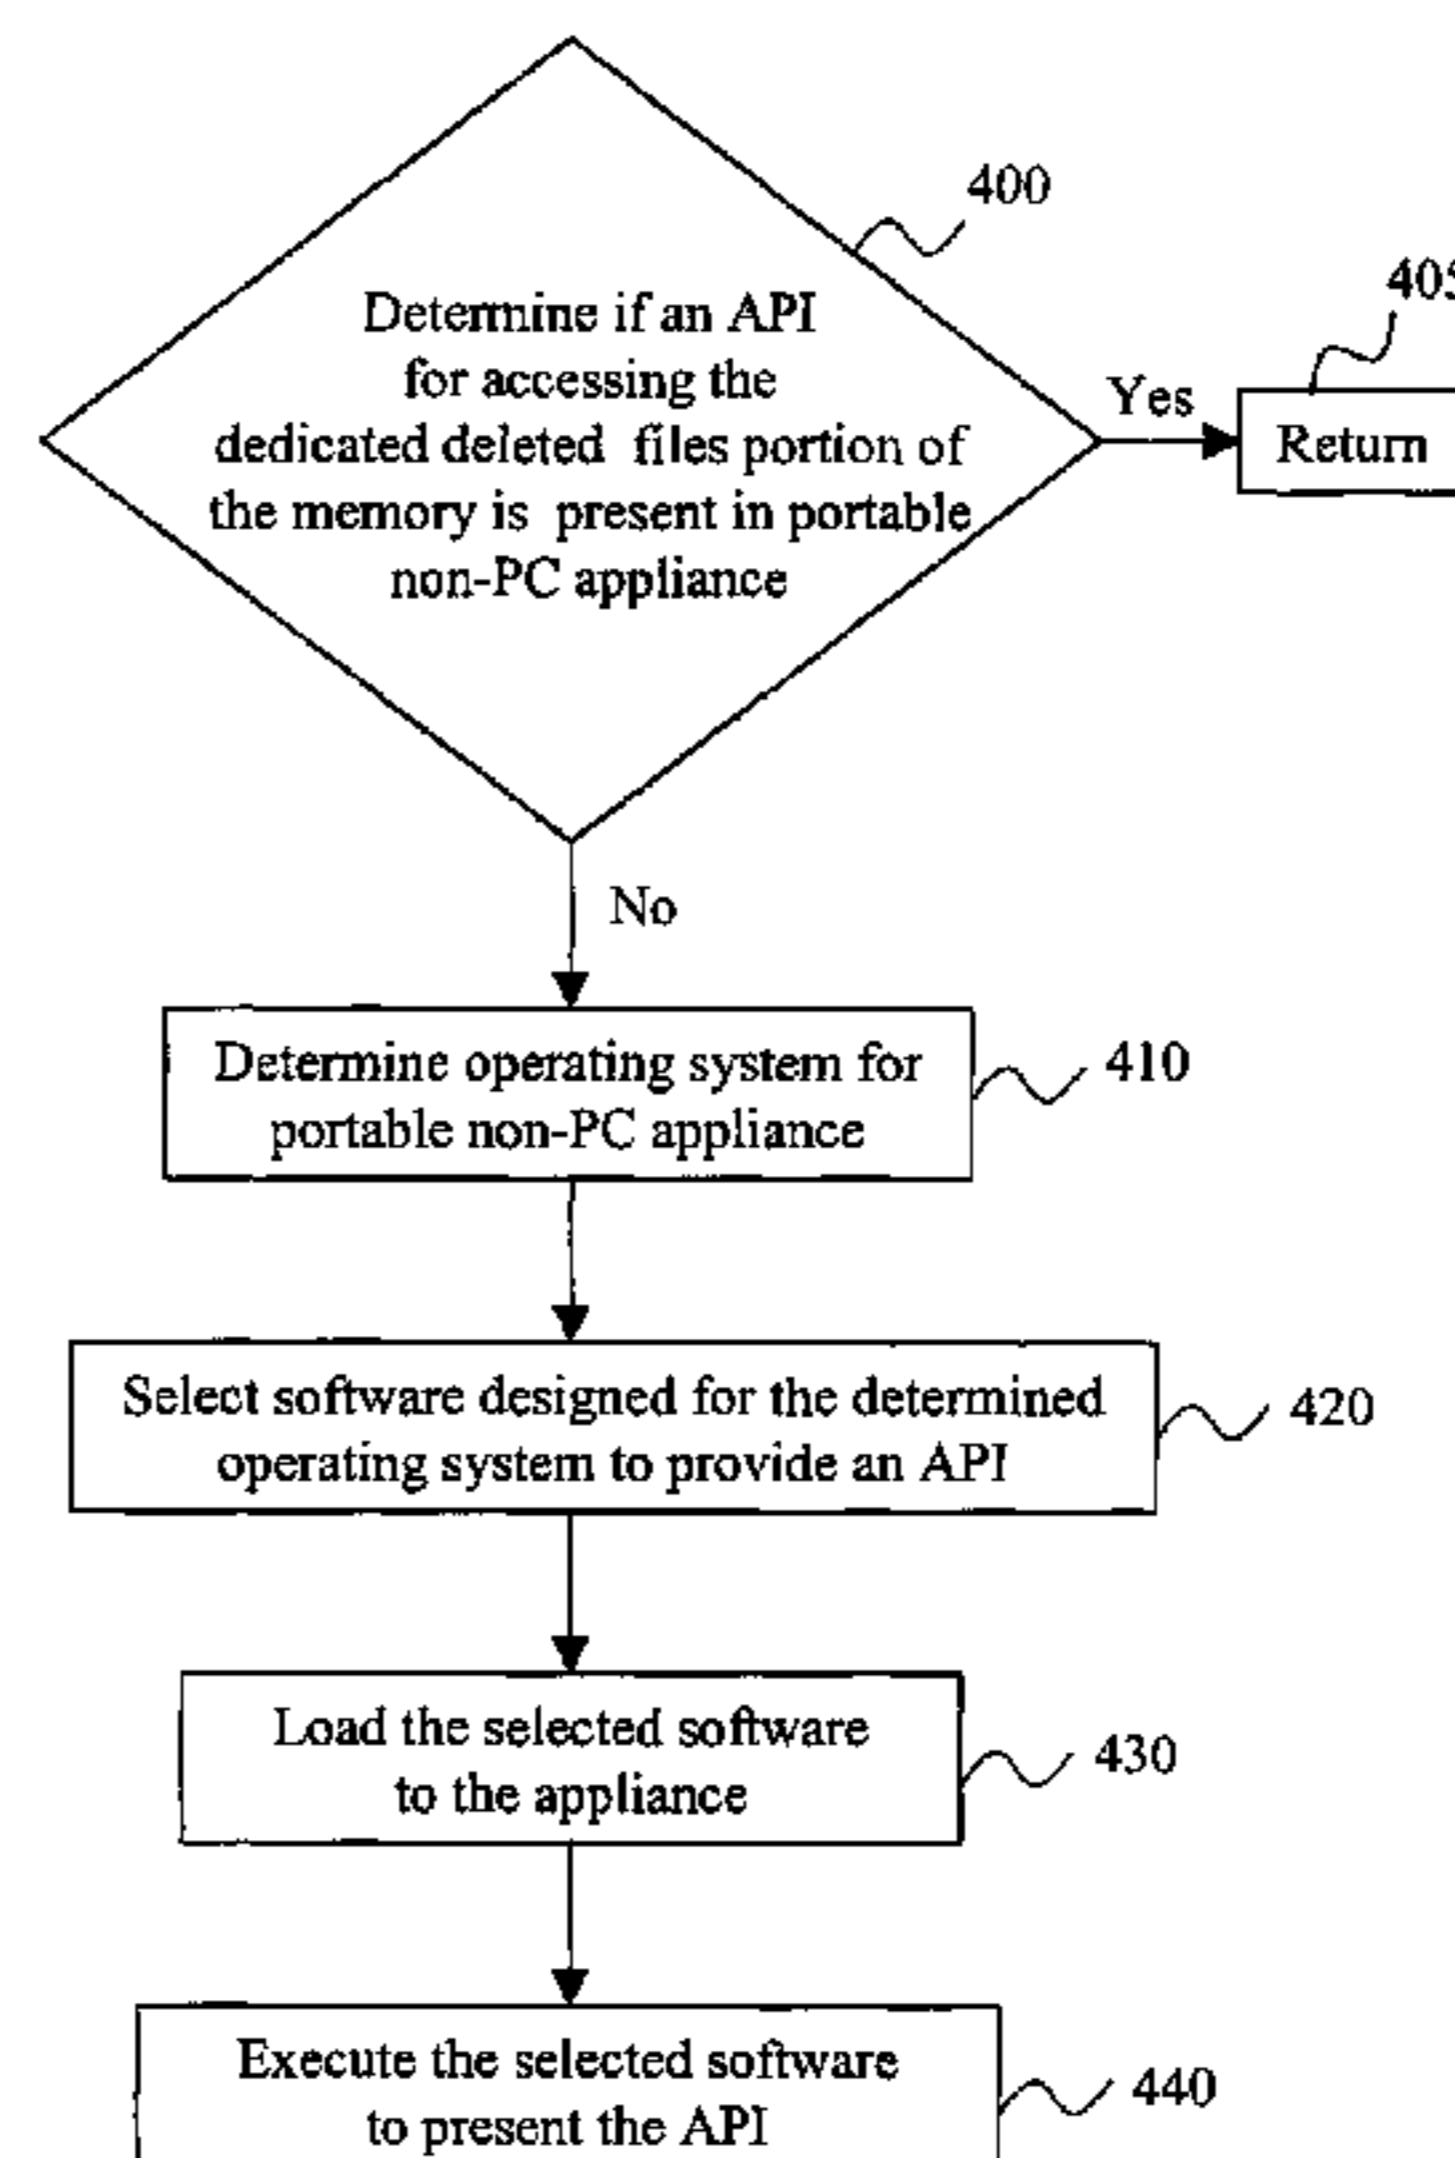 400
Determine if an API
for accessing the
dedicated deleted files portion of
the memory is present in portable
non-PC appliance
405
Yes
Return
No
Determine operating system for
portable non-PC appliance
410
Select software designed for the determined
operating system to provide an API
420
Load the selected software
to the appliance
430
Execute the selected software
to present the API
440